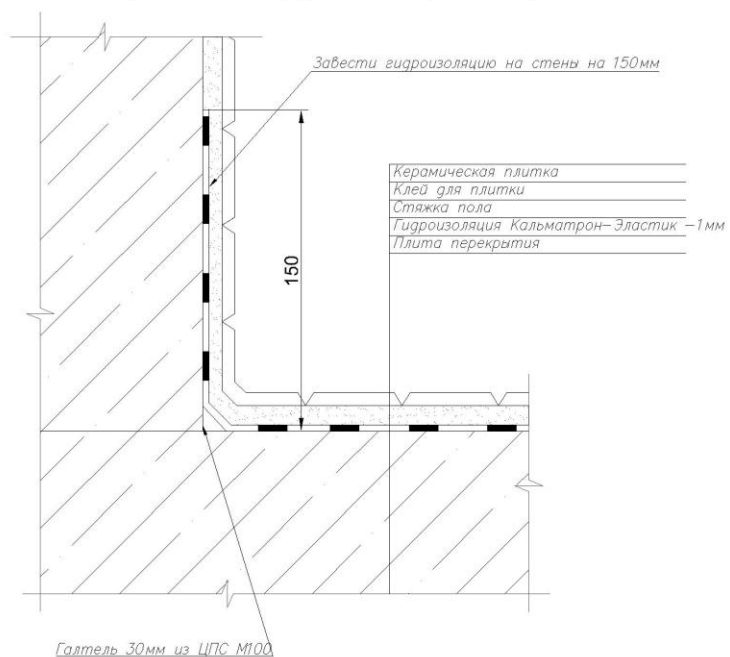 Завести гидроизоляцию на стены на 150мм
Керамическая плитка
Клей для плитки
Стяжка пола
Гидроизоляция Кальматрон-Эластик -1мм
Плита перекрытия
150
Галтель 30мм из ЦПС М100